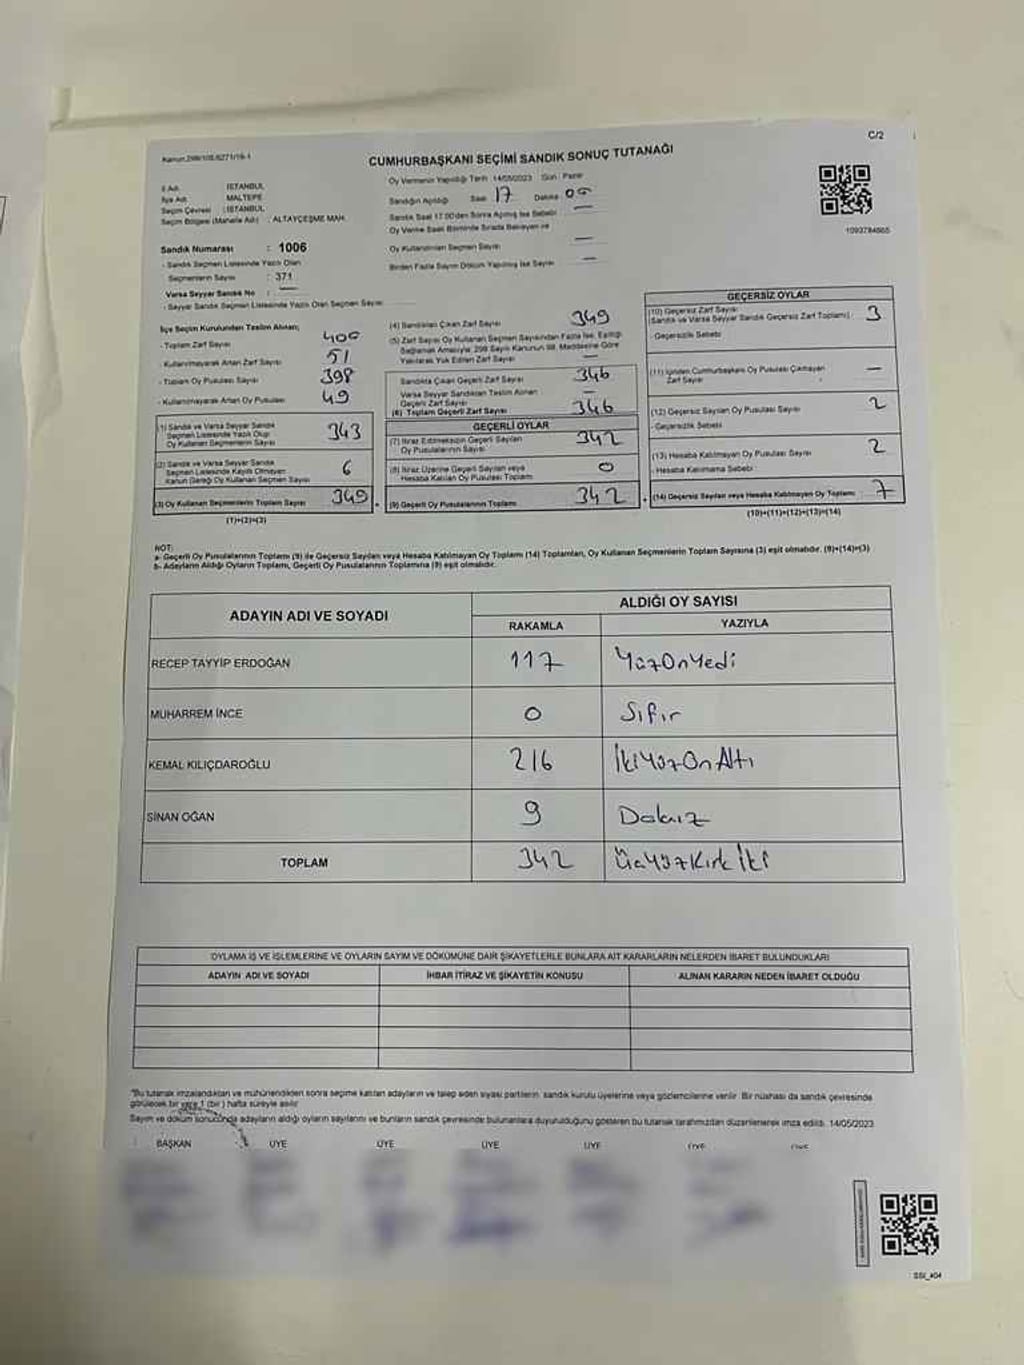 C/2
Kanun:298/105,6271/19-1
CUMHURBAŞKANI SEÇİMİ SANDIK SONUÇ TUTANAĞI
İl Adı : İSTANBUL
İlçe Adı : MALTEPE
Seçim Çevresi : İSTANBUL
Seçim Bölgesi (Mahalle Adı) : ALTAYÇEŞME MAH.
Oy Vermenin Yapıldığı Tarih 14/05/2023 Gün : Pazar
Sandığın Açıldığı Saat 17 Dakika 00
Sandık Saat 17.00'den Sonra Açılmış İse Sebebi —
Oy Verme Saati Bitiminde Sırada Bekleyen ve
Oy Kullandırılan Seçmen Sayısı —
Birden Fazla Sayım Döküm Yapılmış İse Sayısı —
1093784665
Sandık Numarası : 1006
- Sandık Seçmen Listesinde Yazılı Olan
Seçmenlerin Sayısı : 371
Varsa Seyyar Sandık No : —
- Seyyar Sandık Seçmen Listesinde Yazılı Olan Seçmen Sayısı
İlçe Seçim Kurulundan Teslim Alınan;
- Toplam Zarf Sayısı 400
- Kullanılmayarak Artan Zarf Sayısı 51
- Toplam Oy Pusulası Sayısı 398
- Kullanılmayarak Artan Oy Pusulası 49
(1) Sandık ve Varsa Seyyar Sandık
Seçmen Listesinde Yazılı Olup
Oy Kullanan Seçmenlerin Sayısı 343
(2) Sandık ve Varsa Seyyar Sandık
Seçmen Listesinde Kayıtlı Olmayan
Kanun Gereği Oy Kullanan Seçmen Sayısı 6
(3) Oy Kullanan Seçmenlerin Toplam Sayısı 349
(1)+(2)=(3)
(4) Sandıktan Çıkan Zarf Sayısı 349
(5) Zarf Sayısı Oy Kullanan Seçmen Sayısından Fazla İse, Eşitliği
Sağlamak Amacıyla, 298 Sayılı Kanunun 98. Maddesine Göre
Yakılarak Yok Edilen Zarf Sayısı —
Sandıkta Çıkan Geçerli Zarf Sayısı 346
Varsa Seyyar Sandıktan Teslim Alınan
Geçerli Zarf Sayısı —
(6) Toplam Geçerli Zarf Sayısı 346
GEÇERLİ OYLAR
(7) İtiraz Edilmeksizin Geçerli Sayılan
Oy Pusulalarının Sayısı 342
(8) İtiraz Üzerine Geçerli Sayılan veya
Hesaba Katılan Oy Pusulası Toplamı 0
(9) Geçerli Oy Pusulalarının Toplamı 342
GEÇERSİZ OYLAR
(10) Geçersiz Zarf Sayısı
(Sandık ve Varsa Seyyar Sandık Geçersiz Zarf Toplamı) 3
- Geçersizlik Sebebi
(11) İçinden Cumhurbaşkanı Oy Pusulası Çıkmayan
Zarf Sayısı —
(12) Geçersiz Sayılan Oy Pusulası Sayısı 2
- Geçersizlik Sebebi
(13) Hesaba Katılmayan Oy Pusulası Sayısı 2
- Hesaba Katılmama Sebebi
(14) Geçersiz Sayılan veya Hesaba Katılmayan Oy Toplamı 7
(10)+(11)+(12)+(13)=(14)
NOT:
a- Geçerli Oy Pusulalarının Toplamı (9) ile Geçersiz Sayılan veya Hesaba Katılmayan Oy Toplamı (14) Toplamları, Oy Kullanan Seçmenlerin Toplam Sayısına (3) eşit olmalıdır. (9)+(14)=(3)
b- Adayların Aldığı Oyların Toplamı, Geçerli Oy Pusulalarının Toplamına (9) eşit olmalıdır.
ADAYIN ADI VE SOYADI
ALDIĞI OY SAYISI
RAKAMLA YAZIYLA
RECEP TAYYİP ERDOĞAN 117 YüzOnYedi
MUHARREM İNCE 0 Sıfır
KEMAL KILIÇDAROĞLU 216 İkiYüzOnAltı
SİNAN OĞAN 9 Dokuz
TOPLAM 342 ÜçYüzKırk İki
OYLAMA İŞ VE İŞLEMLERİNE VE OYLARIN SAYIM VE DÖKÜMÜNE DAİR ŞİKAYETLERLE BUNLARA AİT KARARLARIN NELERDEN İBARET BULUNDUKLARI
ADAYIN ADI VE SOYADI İHBAR İTİRAZ VE ŞİKAYETİN KONUSU ALINAN KARARIN NEDEN İBARET OLDUĞU
"Bu tutanak imzalandıktan ve mühürlendikten sonra seçime katılan adayların ve talep eden siyasi partilerin sandık kurulu üyelerine veya gözlemcilerine verilir. Bir nüshası da sandık çevresinde
görülecek bir yere 1 (bir) hafta süreyle asılır.
Sayım ve döküm sonucunda adayların aldığı oyların sayılarını ve bunların sandık çevresinde bulunanlara duyurulduğunu gösteren bu tutanak tarafımızdan düzenlenerek imza edildi. 14/05/2023
BAŞKAN ÜYE ÜYE ÜYE ÜYE ÜYE ÜYE
SSI_404